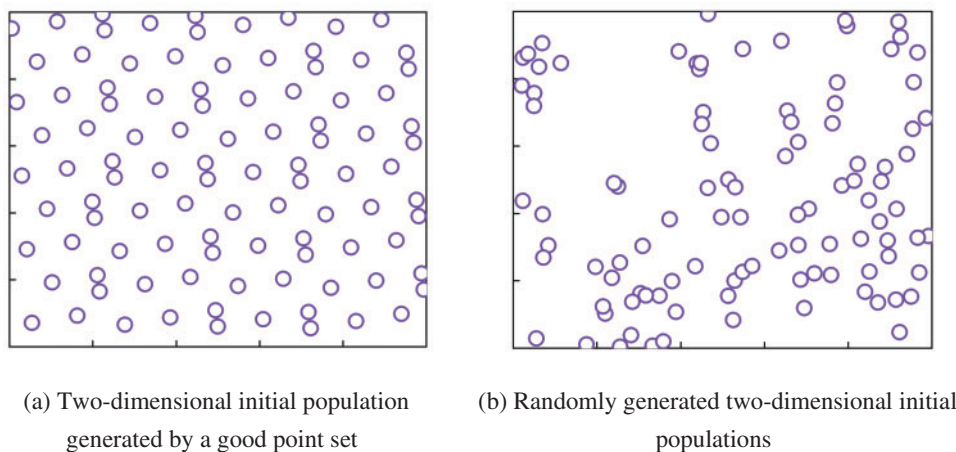 (a) Two-dimensional initial population
generated by a good point set
(b) Randomly generated two-dimensional initial
populations